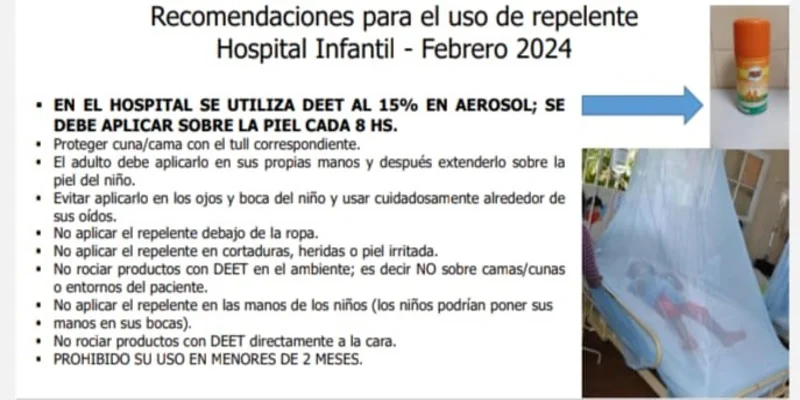 Recomendaciones para el uso de repelente
Hospital Infantil - Febrero 2024
▪ EN EL HOSPITAL SE UTILIZA DEET AL 15% EN AEROSOL; SE
DEBE APLICAR SOBRE LA PIEL CADA 8 HS.
▪ Proteger cuna/cama con el tull correspondiente.
▪ El adulto debe aplicarlo en sus propias manos y después extenderlo sobre la
piel del niño.
▪ Evitar aplicarlo en los ojos y boca del niño y usar cuidadosamente alrededor de
sus oídos.
▪ No aplicar el repelente debajo de la ropa.
▪ No aplicar el repelente en cortaduras, heridas o piel irritada.
▪ No rociar productos con DEET en el ambiente; es decir NO sobre camas/cunas
o entornos del paciente.
▪ No aplicar el repelente en las manos de los niños (los niños podrían poner sus
▪ manos en sus bocas).
▪ No rociar productos con DEET directamente a la cara.
▪ PROHIBIDO SU USO EN MENORES DE 2 MESES.